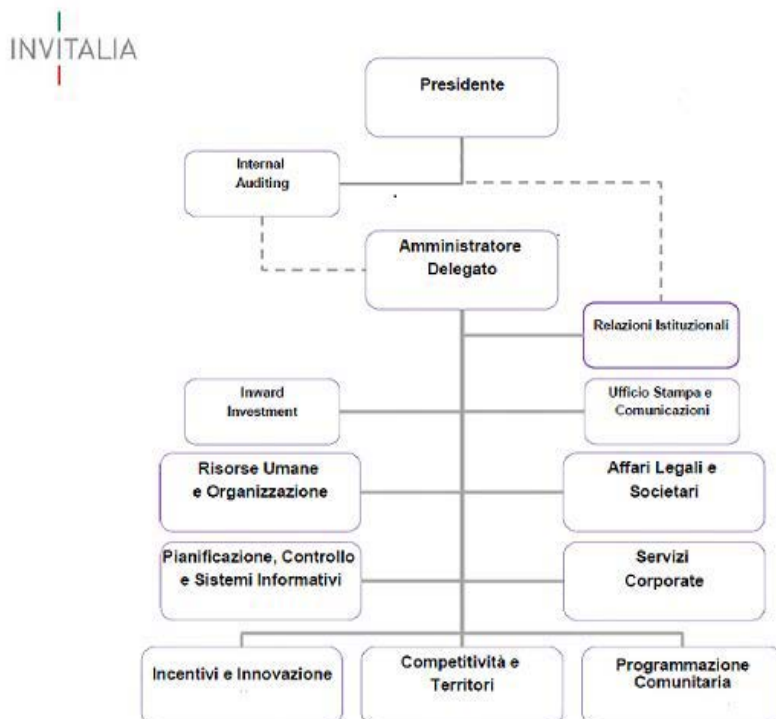 INVITALIA
Presidente
Internal
Auditing
Amministratore
Delegato
Relazioni Istituzionali
Inward
Investment
Ufficio Stampa e
Comunicazioni
Risorse Umane
e Organizzazione
Affari Legali e
Societari
Pianificazione, Controllo
e Sistemi Informativi
Servizi
Corporate
Incentivi e Innovazione
Competitività e
Territori
Programmazione
Comunitaria